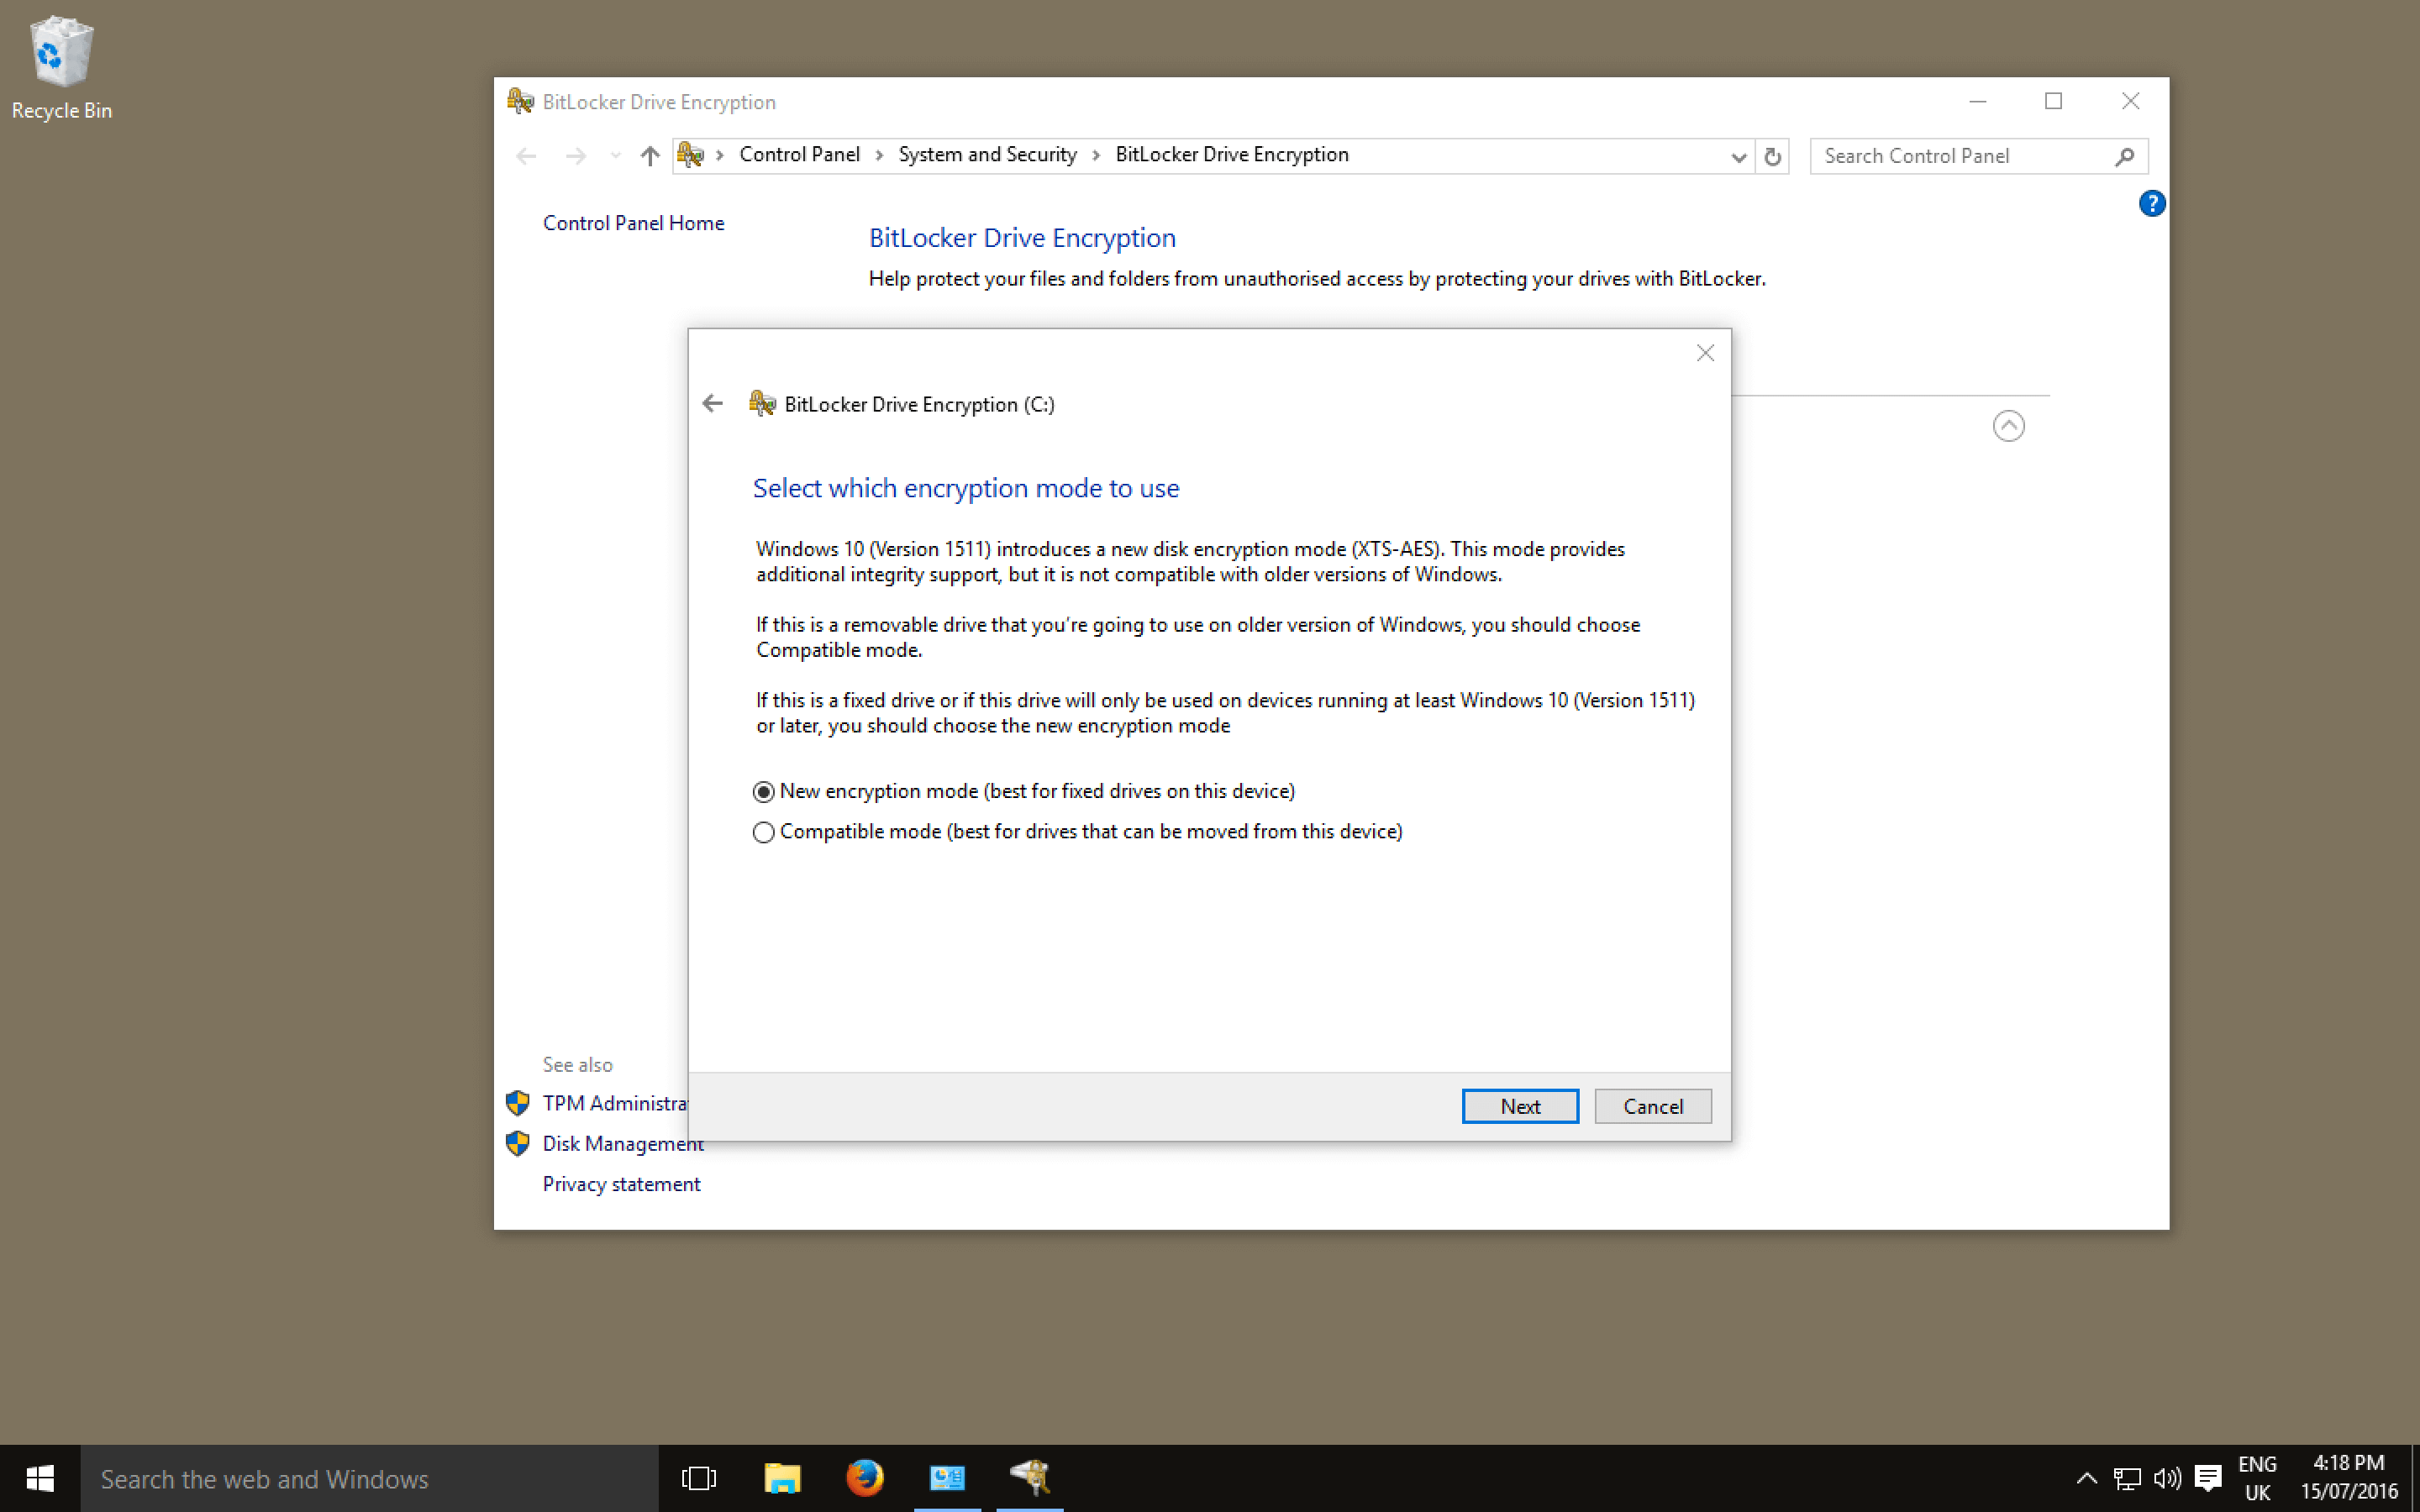 Recycle Bin
BitLocker Drive Encryption
Control Panel
System and Security
BitLocker Drive Encryption
Search Control Panel
?
Control Panel Home
BitLocker Drive Encryption
Help protect your files and folders from unauthorised access by protecting your drives with BitLocker.
BitLocker Drive Encryption (C:)
Select which encryption mode to use
Windows 10 (Version 1511) introduces a new disk encryption mode (XTS-AES). This mode provides
additional integrity support, but it is not compatible with older versions of Windows.
If this is a removable drive that you're going to use on older version of Windows, you should choose
Compatible mode.
If this is a fixed drive or if this drive will only be used on devices running at least Windows 10 (Version 1511)
or later, you should choose the new encryption mode
New encryption mode (best for fixed drives on this device)
Compatible mode (best for drives that can be moved from this device)
Next
Cancel
See also
TPM Administra
Disk Management
Privacy statement
Search the web and Windows
ENG
UK
4:18 PM
15/07/2016